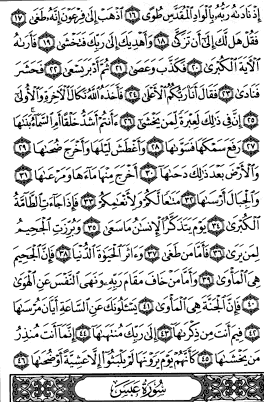 إِذْ نَادَىٰهُ رَبُّهُۥ بِٱلْوَادِ ٱلْمُقَدَّسِ طُوًى ١٦ ٱذْهَبْ إِلَىٰ فِرْعَوْنَ إِنَّهُۥ طَغَىٰ ١٧
فَقُلْ هَل لَّكَ إِلَىٰٓ أَن تَزَكَّىٰ ١٨ وَأَهْدِيَكَ إِلَىٰ رَبِّكَ فَتَخْشَىٰ ١٩ فَأَرَىٰهُ
ٱلْءَايَةَ ٱلْكُبْرَىٰ ٢٠ فَكَذَّبَ وَعَصَىٰ ٢١ ثُمَّ أَدْبَرَ يَسْعَىٰ ٢٢ فَحَشَرَ
فَنَادَىٰ ٢٣ فَقَالَ أَنَا۠ رَبُّكُمُ ٱلْأَعْلَىٰ ٢٤ فَأَخَذَهُ ٱللَّهُ نَكَالَ ٱلْءَاخِرَةِ وَٱلْأُولَىٰٓ
٢٥ إِنَّ فِى ذَٰلِكَ لَعِبْرَةً لِّمَن يَخْشَىٰٓ ٢٦ ءَأَنتُمْ أَشَدُّ خَلْقًا أَمِ ٱلسَّمَآءُ ۚ بَنَىٰهَا
٢٧ رَفَعَ سَمْكَهَا فَسَوَّىٰهَا ٢٨ وَأَغْطَشَ لَيْلَهَا وَأَخْرَجَ ضُحَىٰهَا ٢٩
وَٱلْأَرْضَ بَعْدَ ذَٰلِكَ دَحَىٰهَآ ٣٠ أَخْرَجَ مِنْهَا مَآءَهَا وَمَرْعَىٰهَا ٣١
وَٱلْجِبَالَ أَرْسَىٰهَا ٣٢ مَتَٰعًا لَّكُمْ وَلِأَنْعَٰمِكُمْ ٣٣ فَإِذَا جَآءَتِ ٱلطَّآمَّةُ
ٱلْكُبْرَىٰ ٣٤ يَوْمَ يَتَذَكَّرُ ٱلْإِنسَٰنُ مَا سَعَىٰ ٣٥ وَبُرِّزَتِ ٱلْجَحِيمُ
لِمَن يَرَىٰ ٣٦ فَأَمَّا مَن طَغَىٰ ٣٧ وَءَاثَرَ ٱلْحَيَوٰةَ ٱلدُّنْيَا ٣٨ فَإِنَّ ٱلْجَحِيمَ
هِىَ ٱلْمَأْوَىٰ ٣٩ وَأَمَّا مَنْ خَافَ مَقَامَ رَبِّهِۦ وَنَهَى ٱلنَّفْسَ عَنِ ٱلْهَوَىٰ
٤٠ فَإِنَّ ٱلْجَنَّةَ هِىَ ٱلْمَأْوَىٰ ٤١ يَسْـَٔلُونَكَ عَنِ ٱلسَّاعَةِ أَيَّانَ مُرْسَىٰهَا
٤٢ فِيمَ أَنتَ مِن ذِكْرَىٰهَآ ٤٣ إِلَىٰ رَبِّكَ مُنتَهَىٰهَآ ٤٤ إِنَّمَآ أَنتَ مُنذِرُ
مَن يَخْشَىٰهَا ٤٥ كَأَنَّهُمْ يَوْمَ يَرَوْنَهَا لَمْ يَلْبَثُوٓا۟ إِلَّا عَشِيَّةً أَوْ ضُحَىٰهَا ٤٦
سُورَةُ عَبَسَ